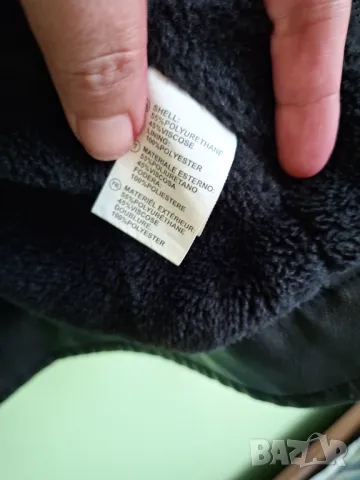 SHELL:
55%POLYURETHANE
45%VISCOSE
LINING:
100%POLYESTER
MATERIALE ESTERNO:
55%POLIURETANO
45%VISCOSA
FODERA:
100%POLIESTERE
MATÉRIEL EXTÉRIEUR:
55%POLYURÉTHANE
45%VISCOSE
DOUBLURE:
100%POLYESTER
BAZAR